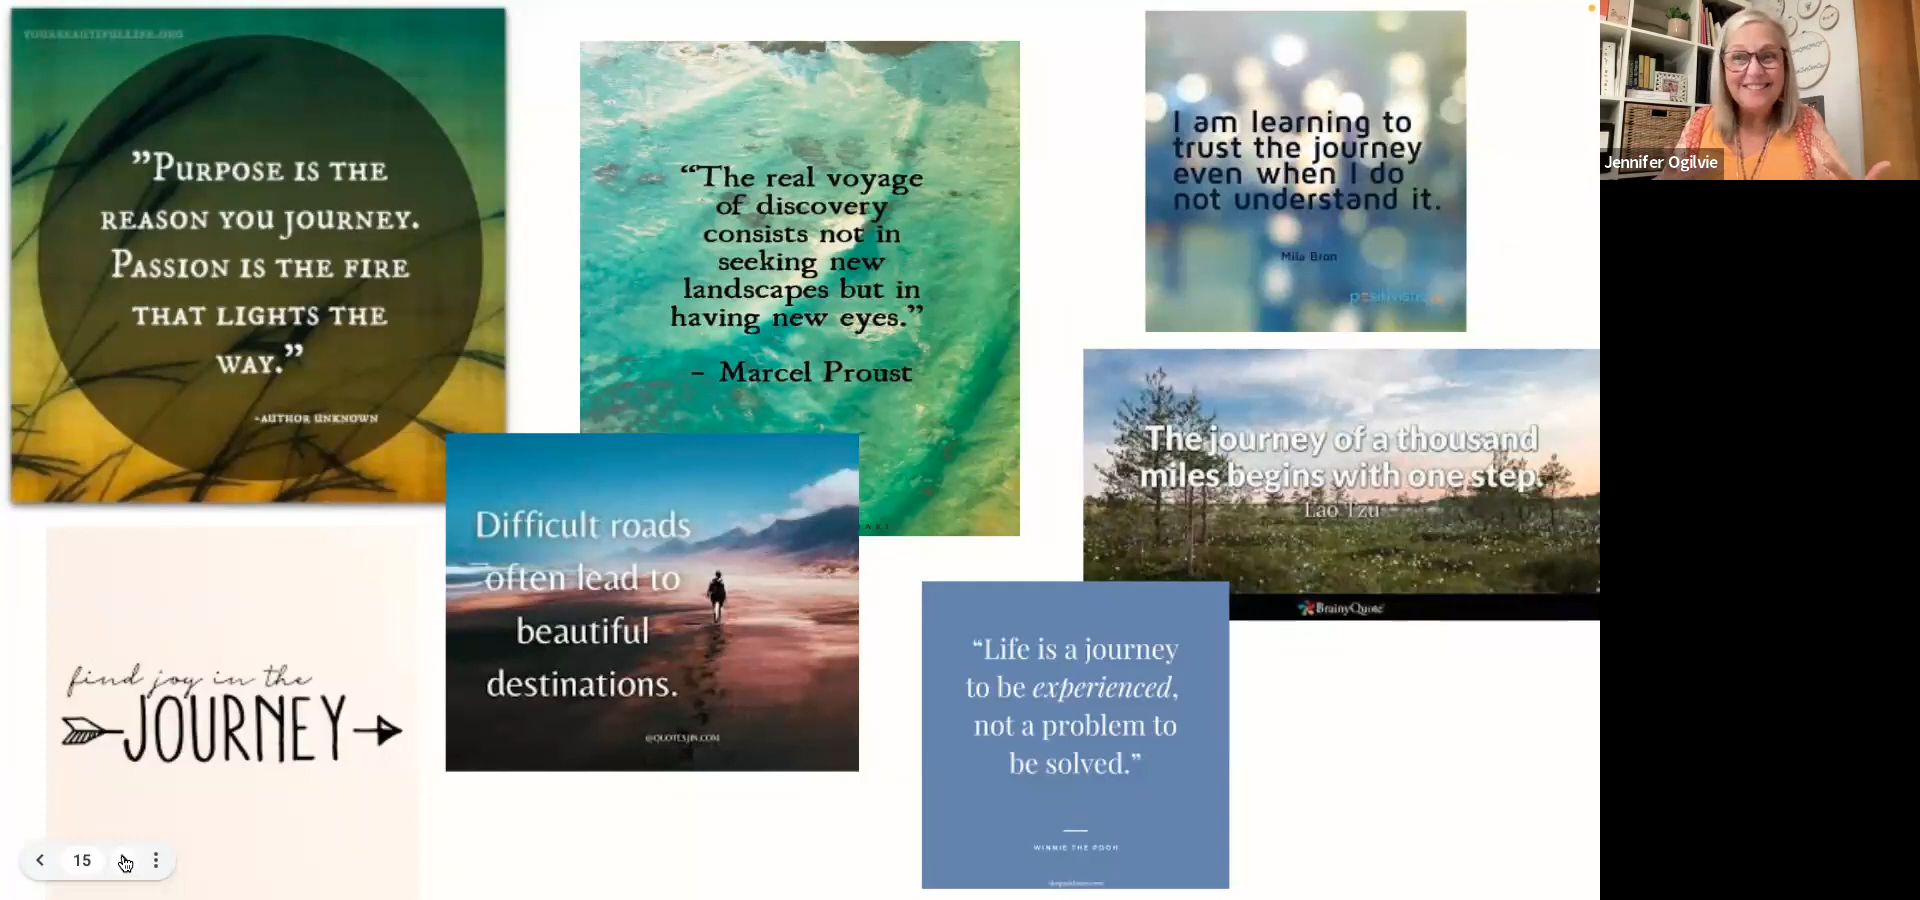 YOURBEAUTIFULLIFE.ORG
”Purpose is the
reason you journey.
Passion is the fire
that lights the
way.”
-Author Unknown
“The real voyage
of discovery
consists not in
seeking new
landscapes but in
having new eyes.”
– Marcel Proust
I am learning to
trust the journey
even when I do
not understand it.
Mila Bron
Jennifer Ogilvie
The journey of a thousand
miles begins with one step.
Lao Tzu
BrainyQuote
Difficult roads
often lead to
beautiful
destinations.
@QUOTESJIN.COM
find joy in the
JOURNEY
“Life is a journey
to be experienced,
not a problem to
be solved.”
WINNIE THE POOH
15